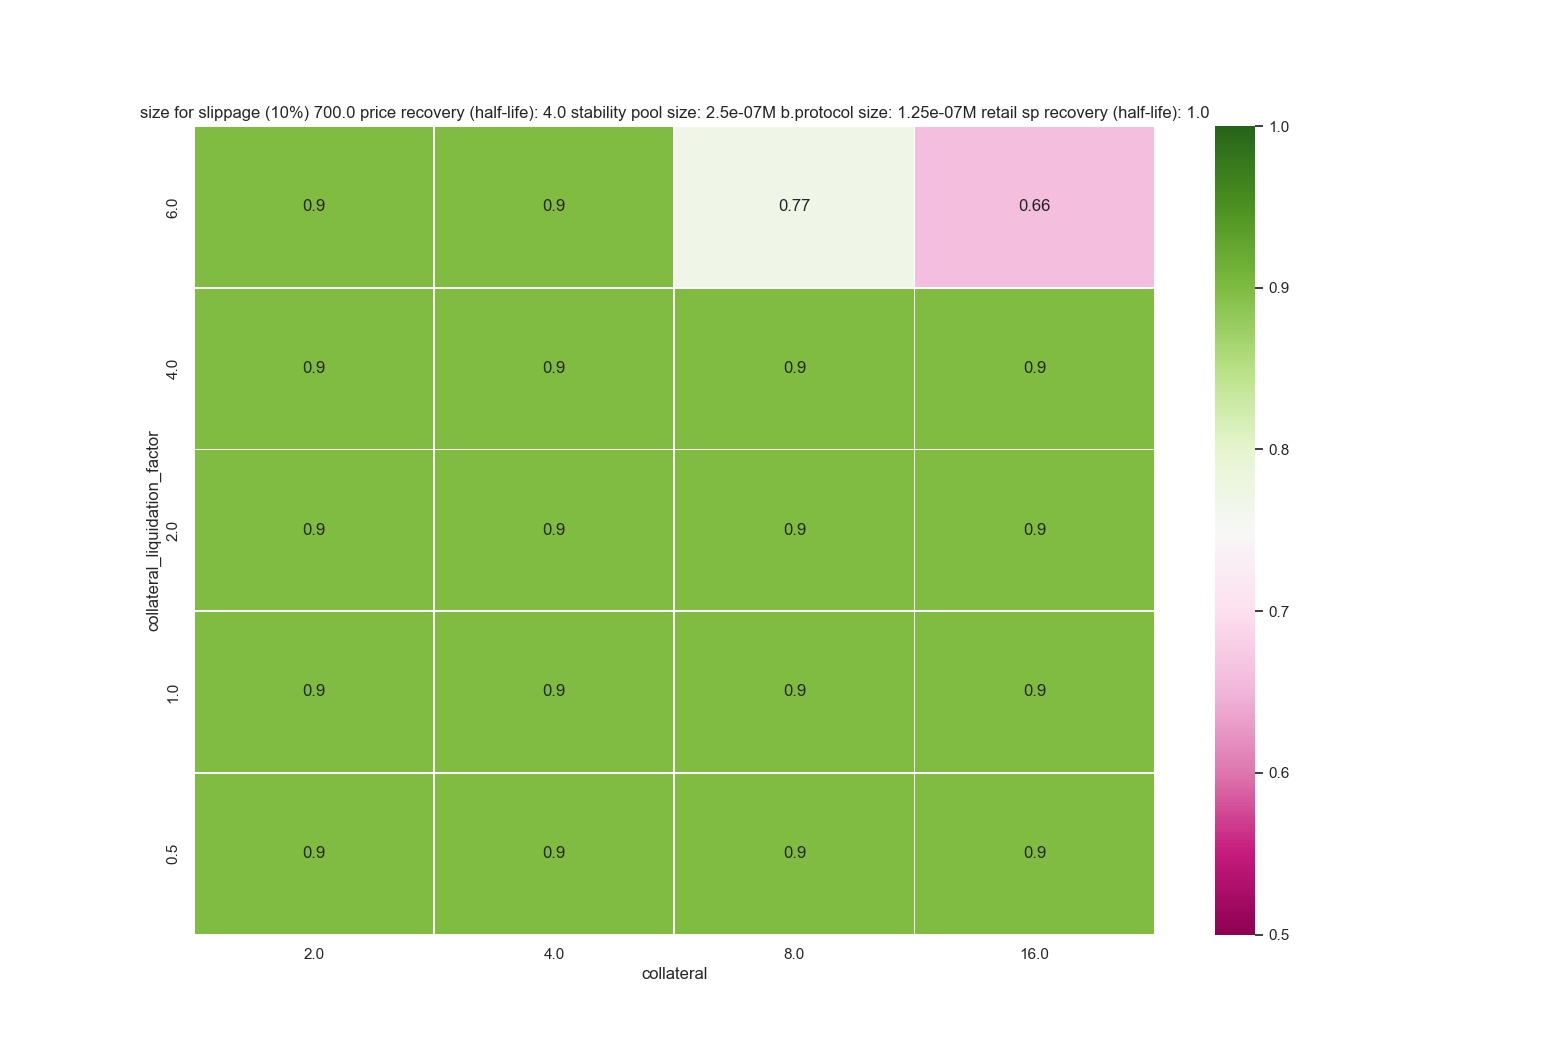 size for slippage (10%) 700.0 price recovery (half-life): 4.0 stability pool size: 2.5e-07M b.protocol size: 1.25e-07M retail sp recovery (half-life): 1.0
collateral_liquidation_factor
6.0
0.9 0.9 0.77 0.66
4.0
0.9 0.9 0.9 0.9
2.0
0.9 0.9 0.9 0.9
1.0
0.9 0.9 0.9 0.9
0.5
0.9 0.9 0.9 0.9
2.0 4.0 8.0 16.0
collateral
1.0
0.9
0.8
0.7
0.6
0.5